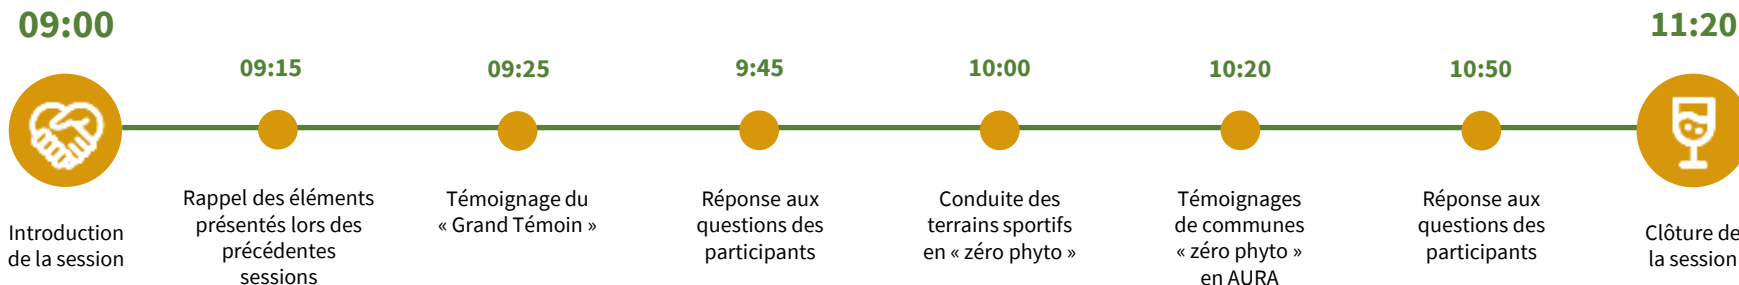 09:00
Introduction
de la session
09:15
Rappel des éléments
présentés lors des
précédentes
sessions
09:25
Témoignage du
« Grand Témoin »
9:45
Réponse aux
questions des
participants
10:00
Conduite des
terrains sportifs
en « zéro phyto »
10:20
Témoignages
de communes
« zéro phyto »
en AURA
10:50
Réponse aux
questions des
participants
11:20
Clôture de
la session